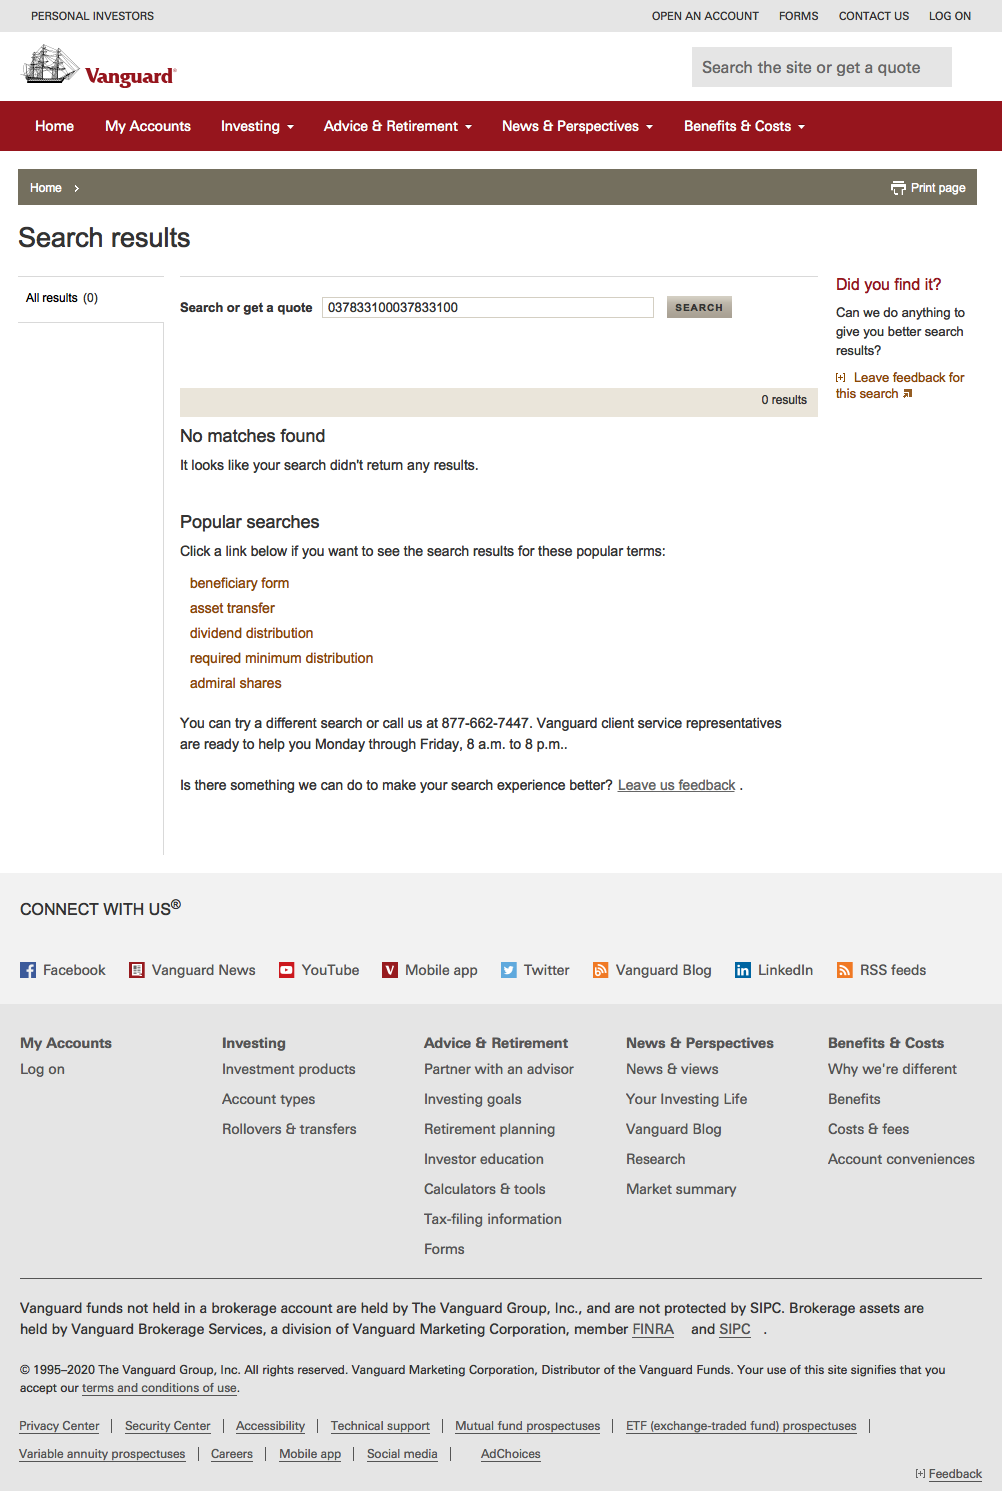 PERSONAL INVESTORS
OPEN AN ACCOUNT FORMS CONTACT US LOG ON
Vanguard®
Search the site or get a quote
Home My Accounts Investing Advice & Retirement News & Perspectives Benefits & Costs
Home
Print page
Search results
All results (0)
Search or get a quote 037833100037833100 SEARCH
0 results
No matches found
It looks like your search didn't return any results.
Popular searches
Click a link below if you want to see the search results for these popular terms:
beneficiary form
asset transfer
dividend distribution
required minimum distribution
admiral shares
You can try a different search or call us at 877-662-7447. Vanguard client service representatives
are ready to help you Monday through Friday, 8 a.m. to 8 p.m..
Is there something we can do to make your search experience better? Leave us feedback .
Did you find it?
Can we do anything to
give you better search
results?
[+] Leave feedback for
this search
CONNECT WITH US®
Facebook Vanguard News YouTube Mobile app Twitter Vanguard Blog LinkedIn RSS feeds
My Accounts
Log on
Investing
Investment products
Account types
Rollovers & transfers
Advice & Retirement
Partner with an advisor
Investing goals
Retirement planning
Investor education
Calculators & tools
Tax-filing information
Forms
News & Perspectives
News & views
Your Investing Life
Vanguard Blog
Research
Market summary
Benefits & Costs
Why we're different
Benefits
Costs & fees
Account conveniences
Vanguard funds not held in a brokerage account are held by The Vanguard Group, Inc., and are not protected by SIPC. Brokerage assets are
held by Vanguard Brokerage Services, a division of Vanguard Marketing Corporation, member FINRA and SIPC .
© 1995–2020 The Vanguard Group, Inc. All rights reserved. Vanguard Marketing Corporation, Distributor of the Vanguard Funds. Your use of this site signifies that you
accept our terms and conditions of use.
Privacy Center | Security Center | Accessibility | Technical support | Mutual fund prospectuses | ETF (exchange-traded fund) prospectuses |
Variable annuity prospectuses | Careers | Mobile app | Social media | AdChoices
[+] Feedback